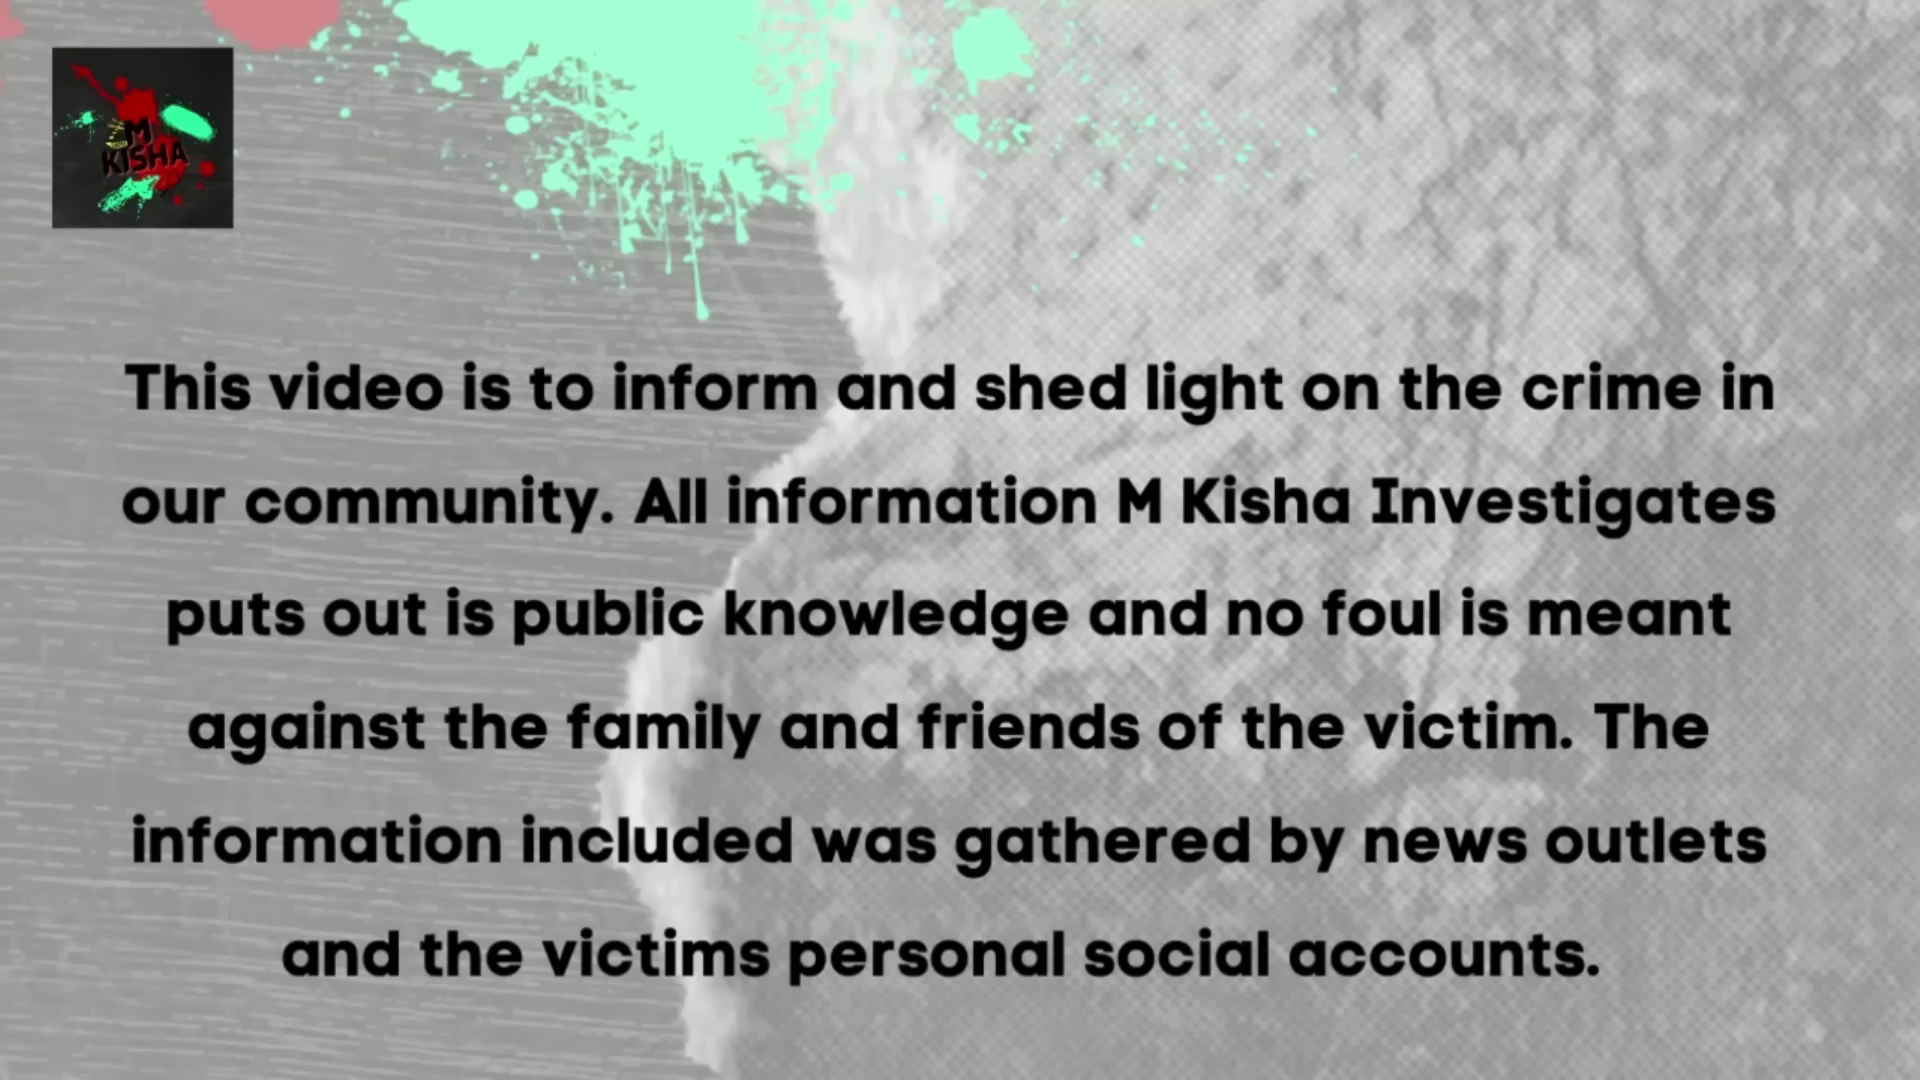 M
KISHA
This video is to inform and shed light on the crime in
our community. All information M Kisha Investigates
puts out is public knowledge and no foul is meant
against the family and friends of the victim. The
information included was gathered by news outlets
and the victims personal social accounts.